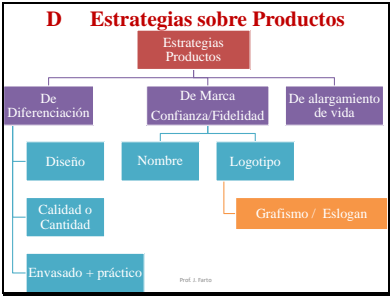 D Estrategias sobre Productos
Estrategias
Productos
De
Diferenciación
De Marca
Confianza/Fidelidad
De alargamiento
de vida
Diseño
Nombre
Logotipo
Calidad o
Cantidad
Grafismo / Eslogan
Envasado + práctico
Prof. J. Farto